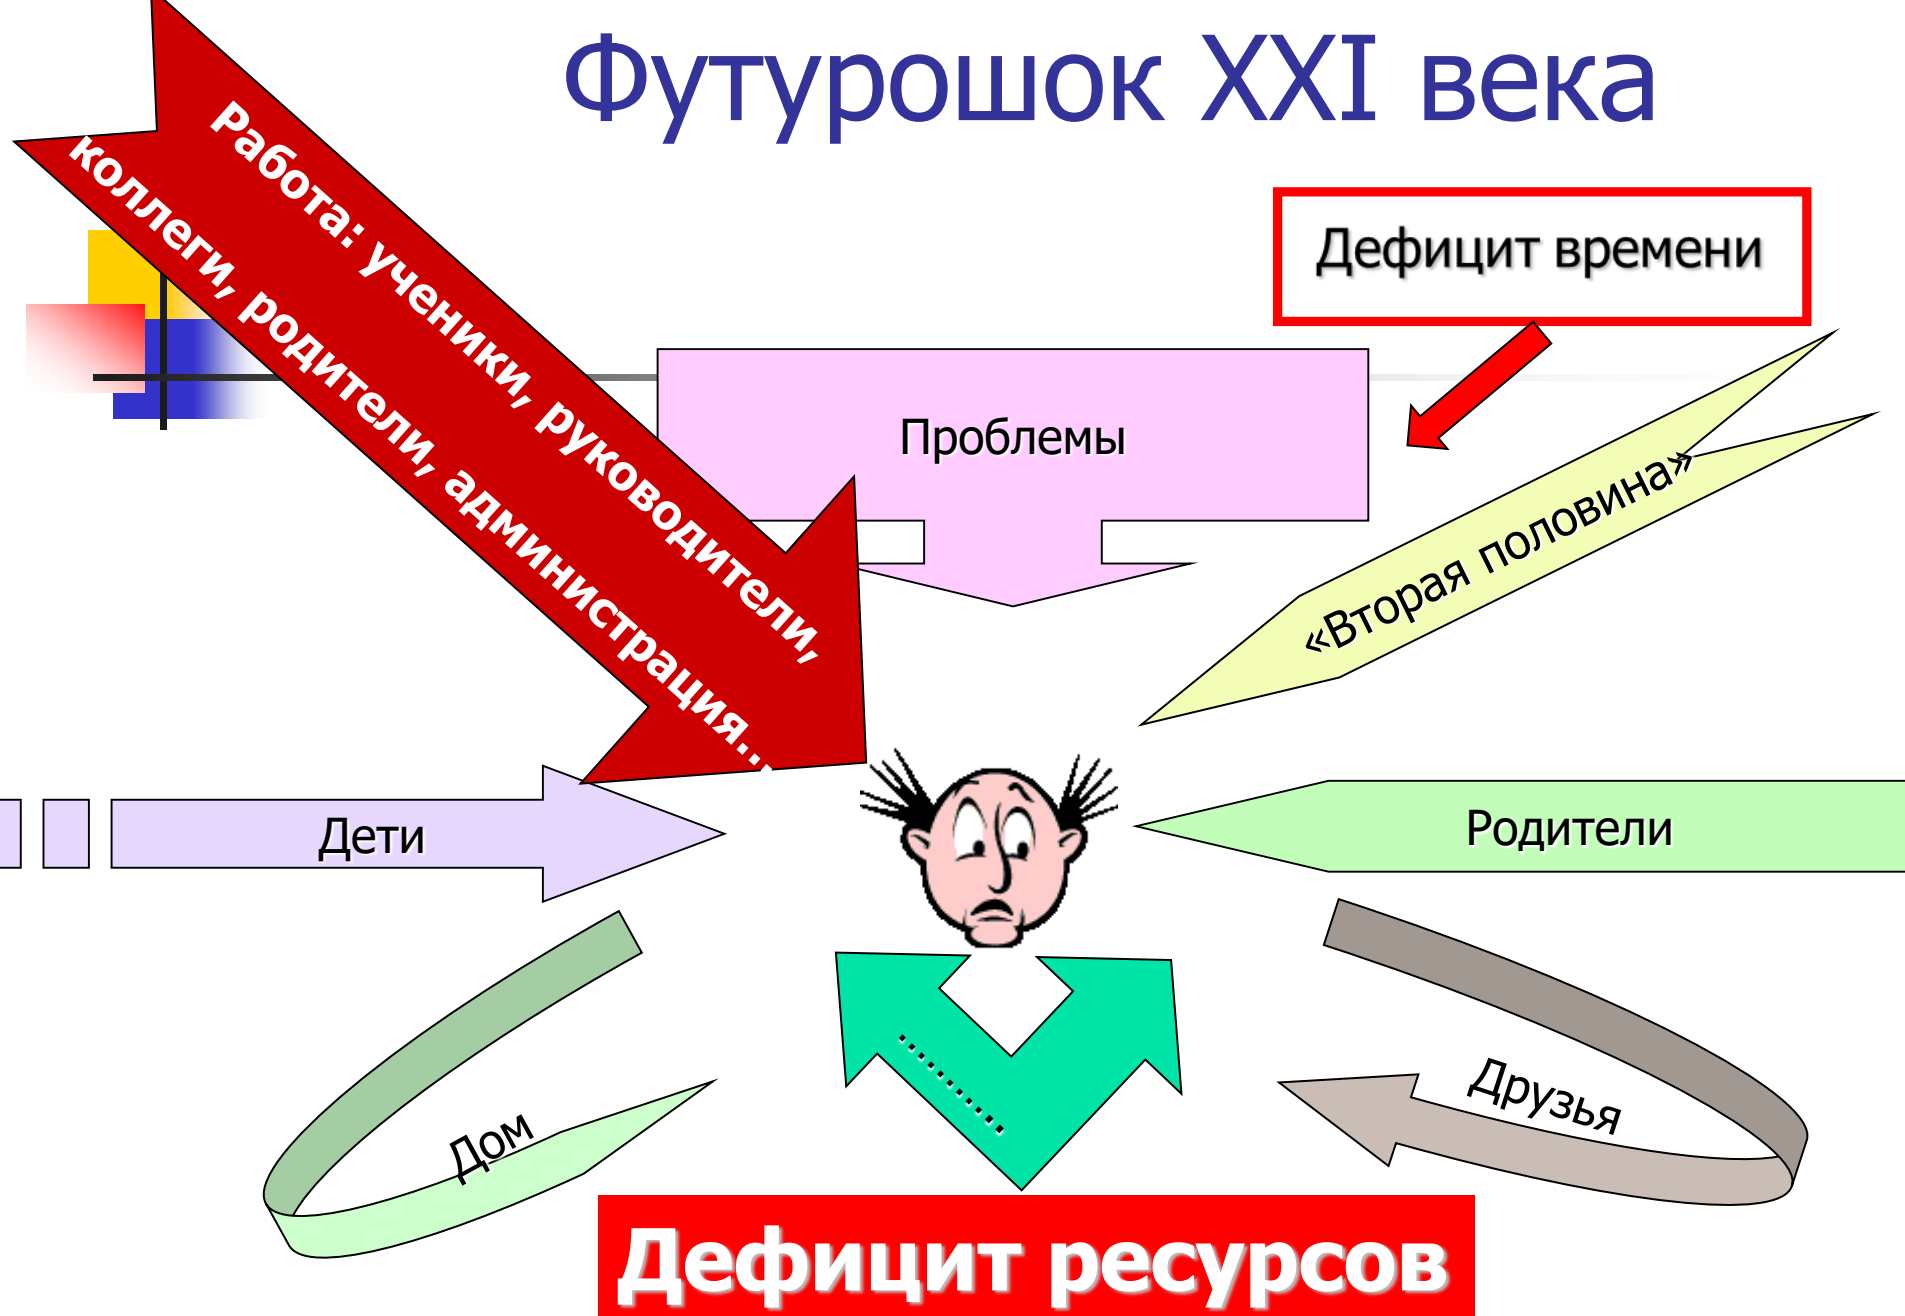 Футурошок XXI века
Работа: ученики, руководители,
коллеги, родители, администрация…
Дефицит времени
Проблемы
«Вторая половина»
Дети
Родители
...........
Дом
Друзья
Дефицит ресурсов